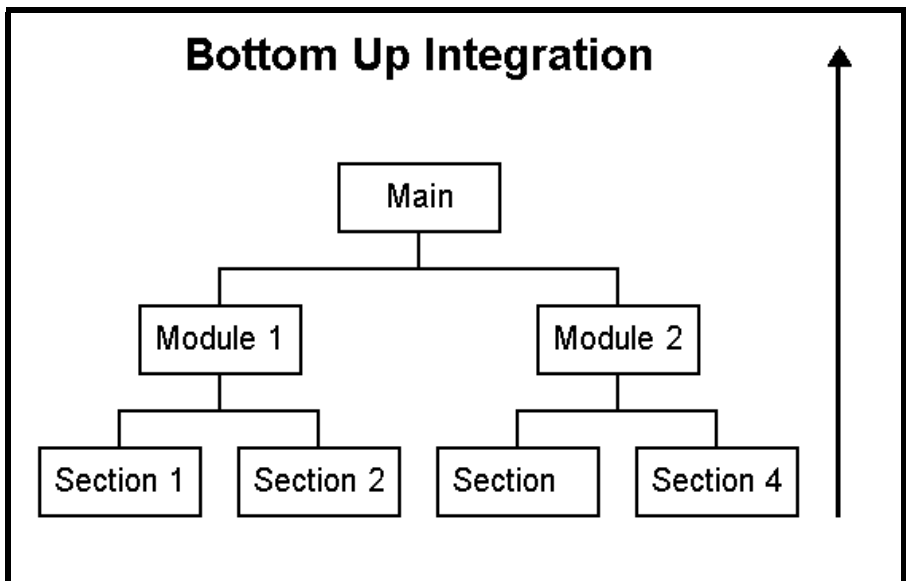 Bottom Up Integration
Main
Module 1
Module 2
Section 1
Section 2
Section
Section 4